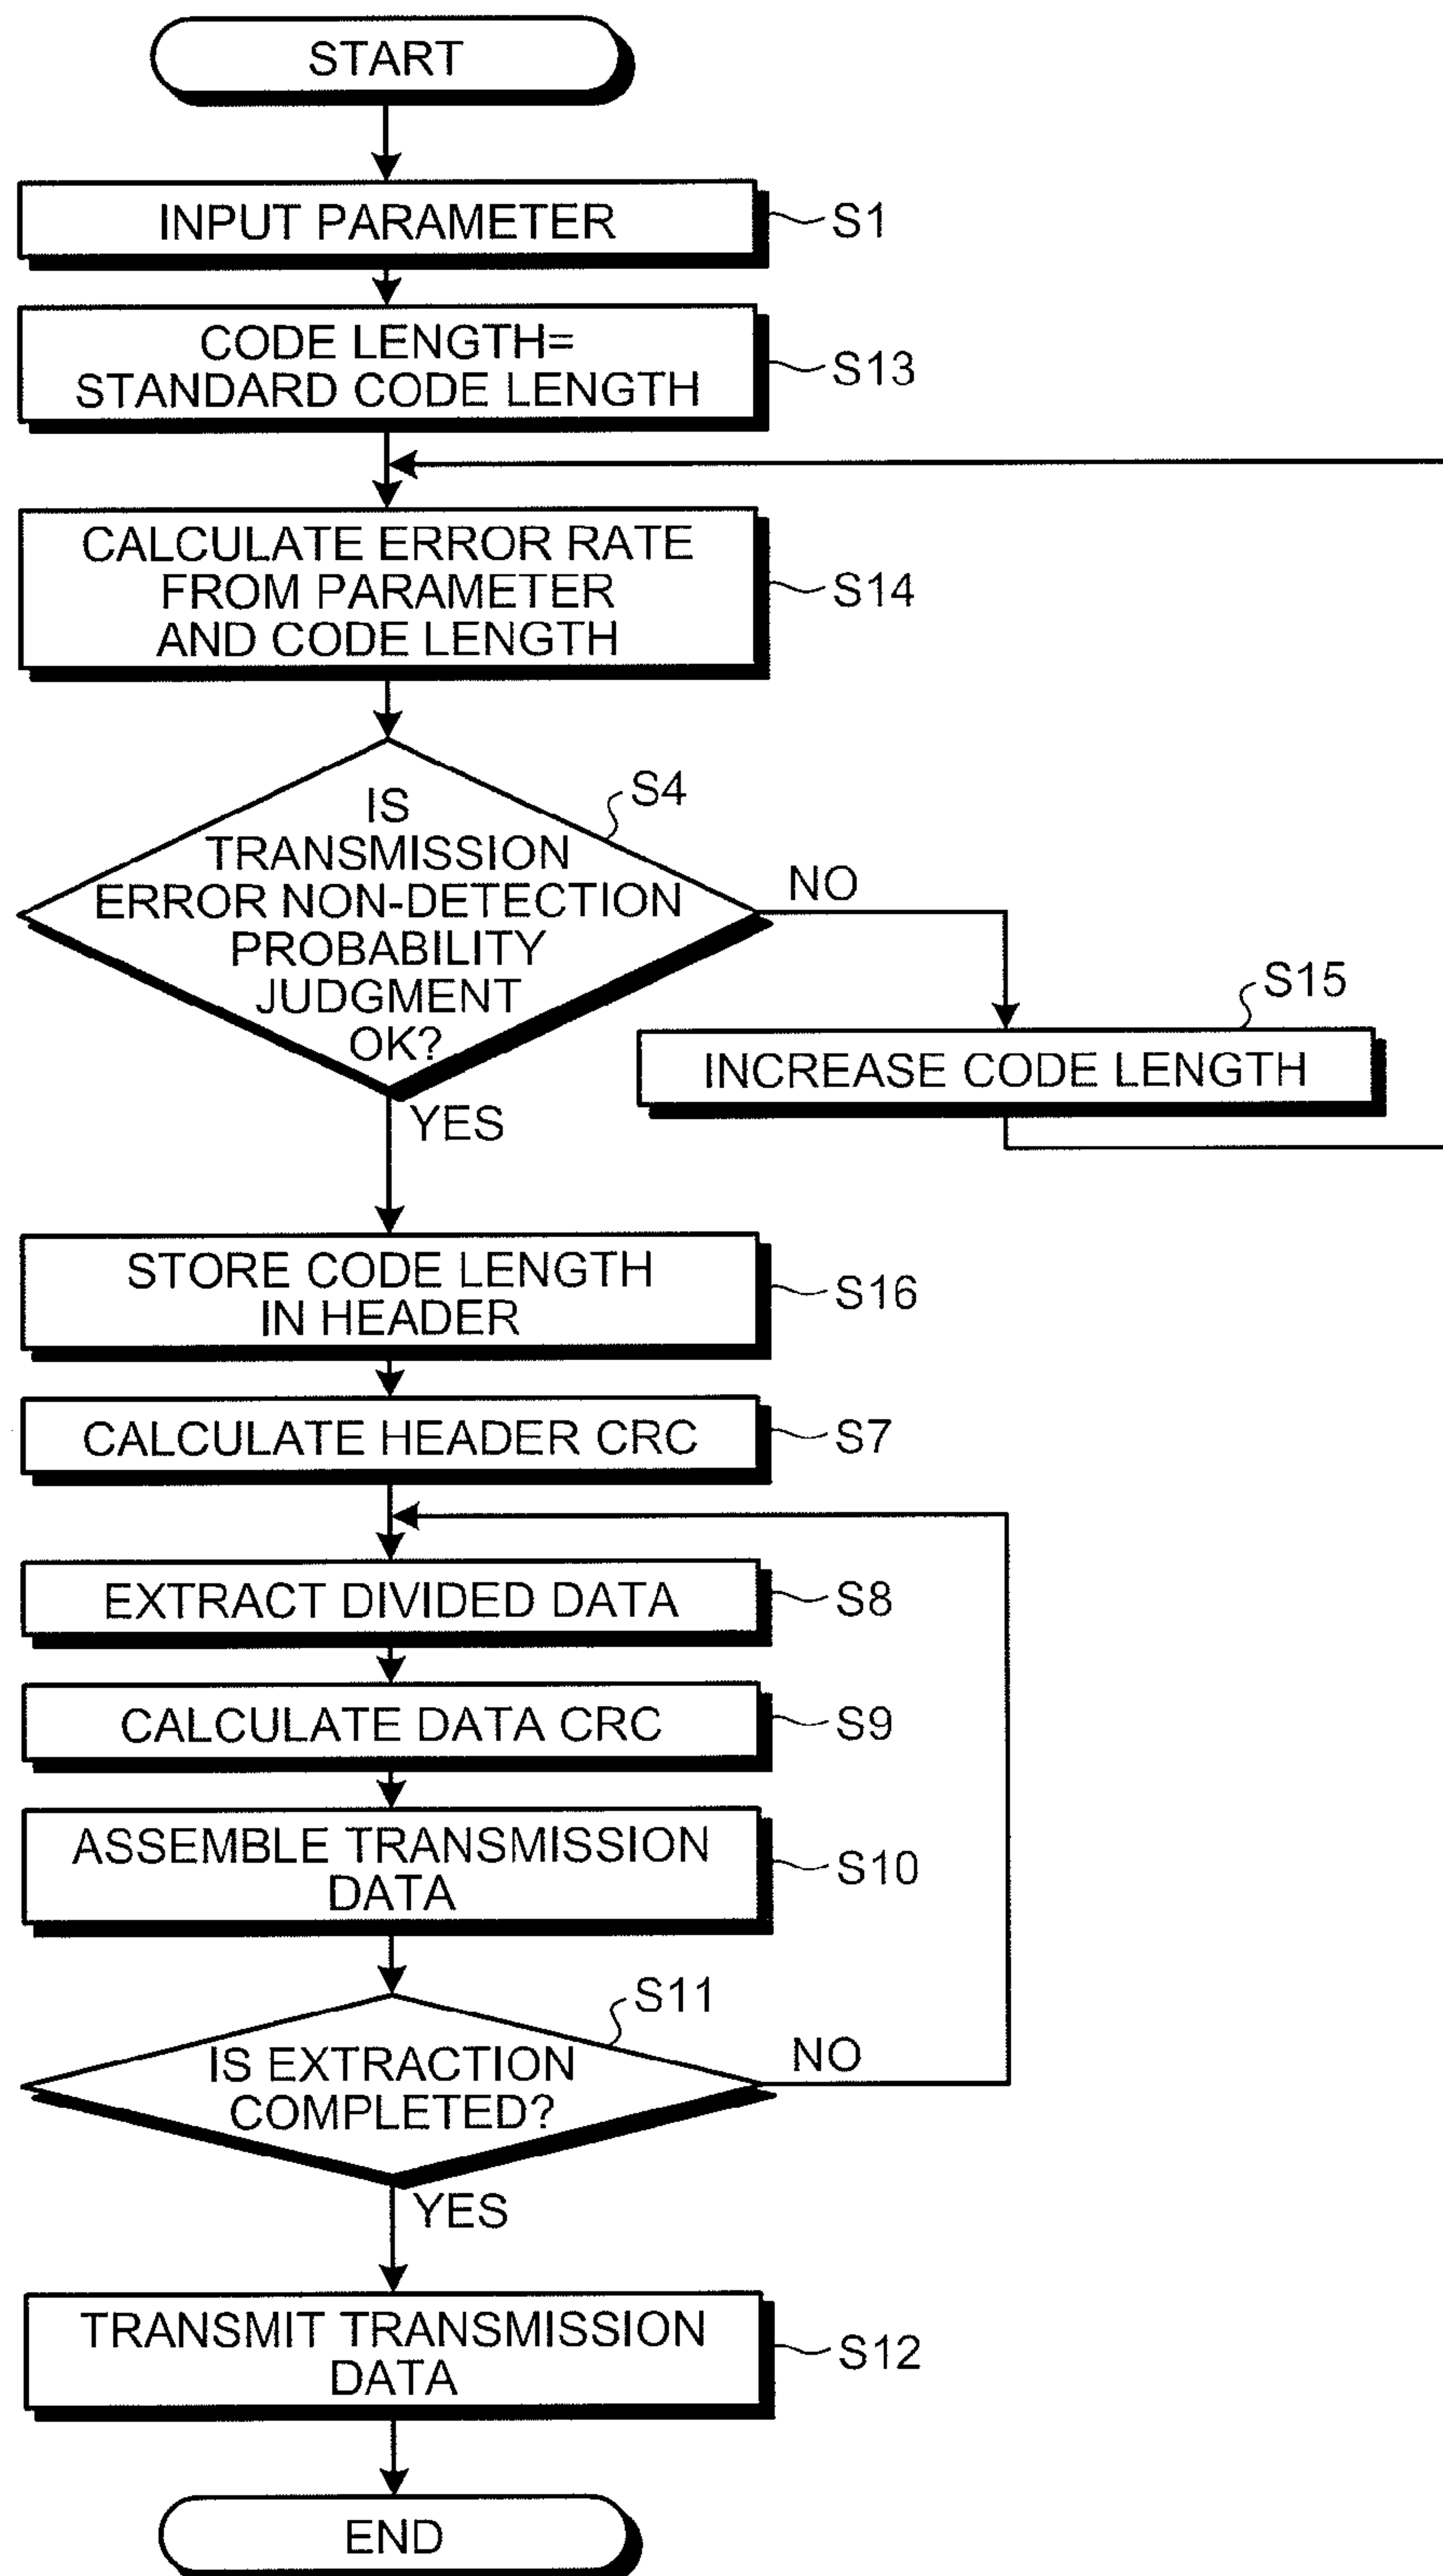 START
INPUT PARAMETER
S1
CODE LENGTH=
STANDARD CODE LENGTH
S13
CALCULATE ERROR RATE
FROM PARAMETER
AND CODE LENGTH
S14
IS
TRANSMISSION
ERROR NON-DETECTION
PROBABILITY
JUDGMENT
OK?
S4
NO
YES
S15
INCREASE CODE LENGTH
STORE CODE LENGTH
IN HEADER
S16
CALCULATE HEADER CRC
S7
EXTRACT DIVIDED DATA
S8
CALCULATE DATA CRC
S9
ASSEMBLE TRANSMISSION
DATA
S10
IS EXTRACTION
COMPLETED?
S11
NO
YES
TRANSMIT TRANSMISSION
DATA
S12
END